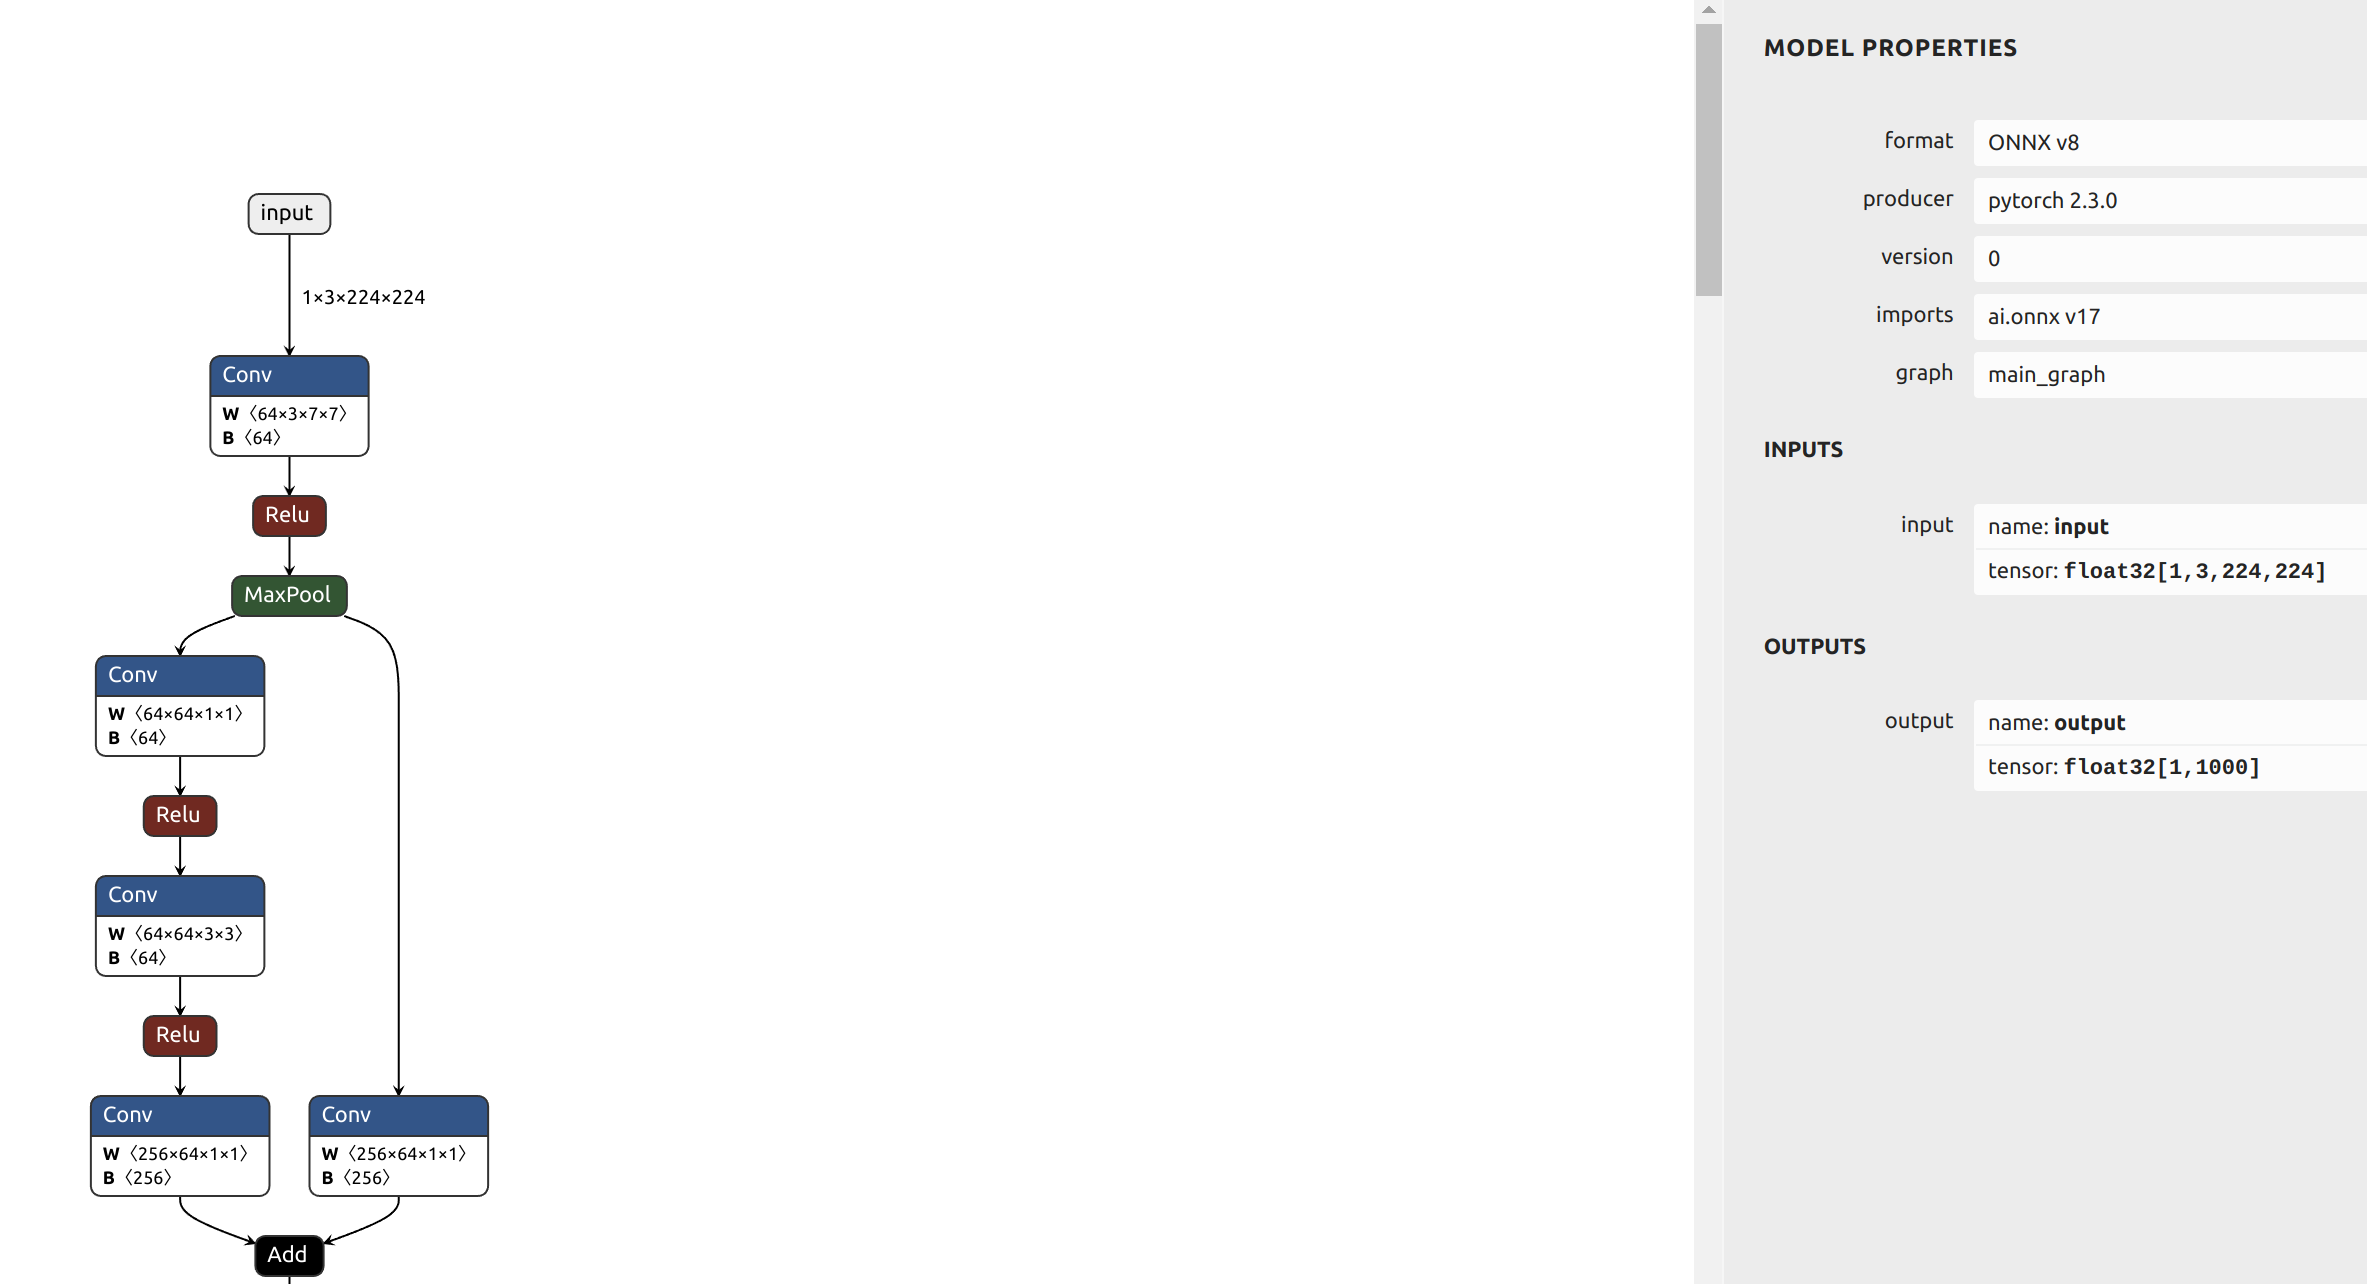 input
1×3×224×224
Conv
W 〈64×3×7×7〉
B 〈64〉
Relu
MaxPool
Conv
W 〈64×64×1×1〉
B 〈64〉
Relu
Conv
W 〈64×64×3×3〉
B 〈64〉
Relu
Conv
W 〈256×64×1×1〉
B 〈256〉
Conv
W 〈256×64×1×1〉
B 〈256〉
Add
MODEL PROPERTIES
format ONNX v8
producer pytorch 2.3.0
version 0
imports ai.onnx v17
graph main_graph
INPUTS
input name: input
tensor: float32[1,3,224,224]
OUTPUTS
output name: output
tensor: float32[1,1000]